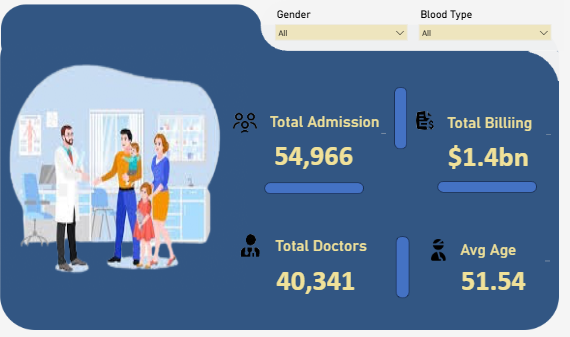 Gender
Blood Type
All
All
Total Admission
Total Billiing
54,966
$1.4bn
Total Doctors
Avg Age
40,341
51.54